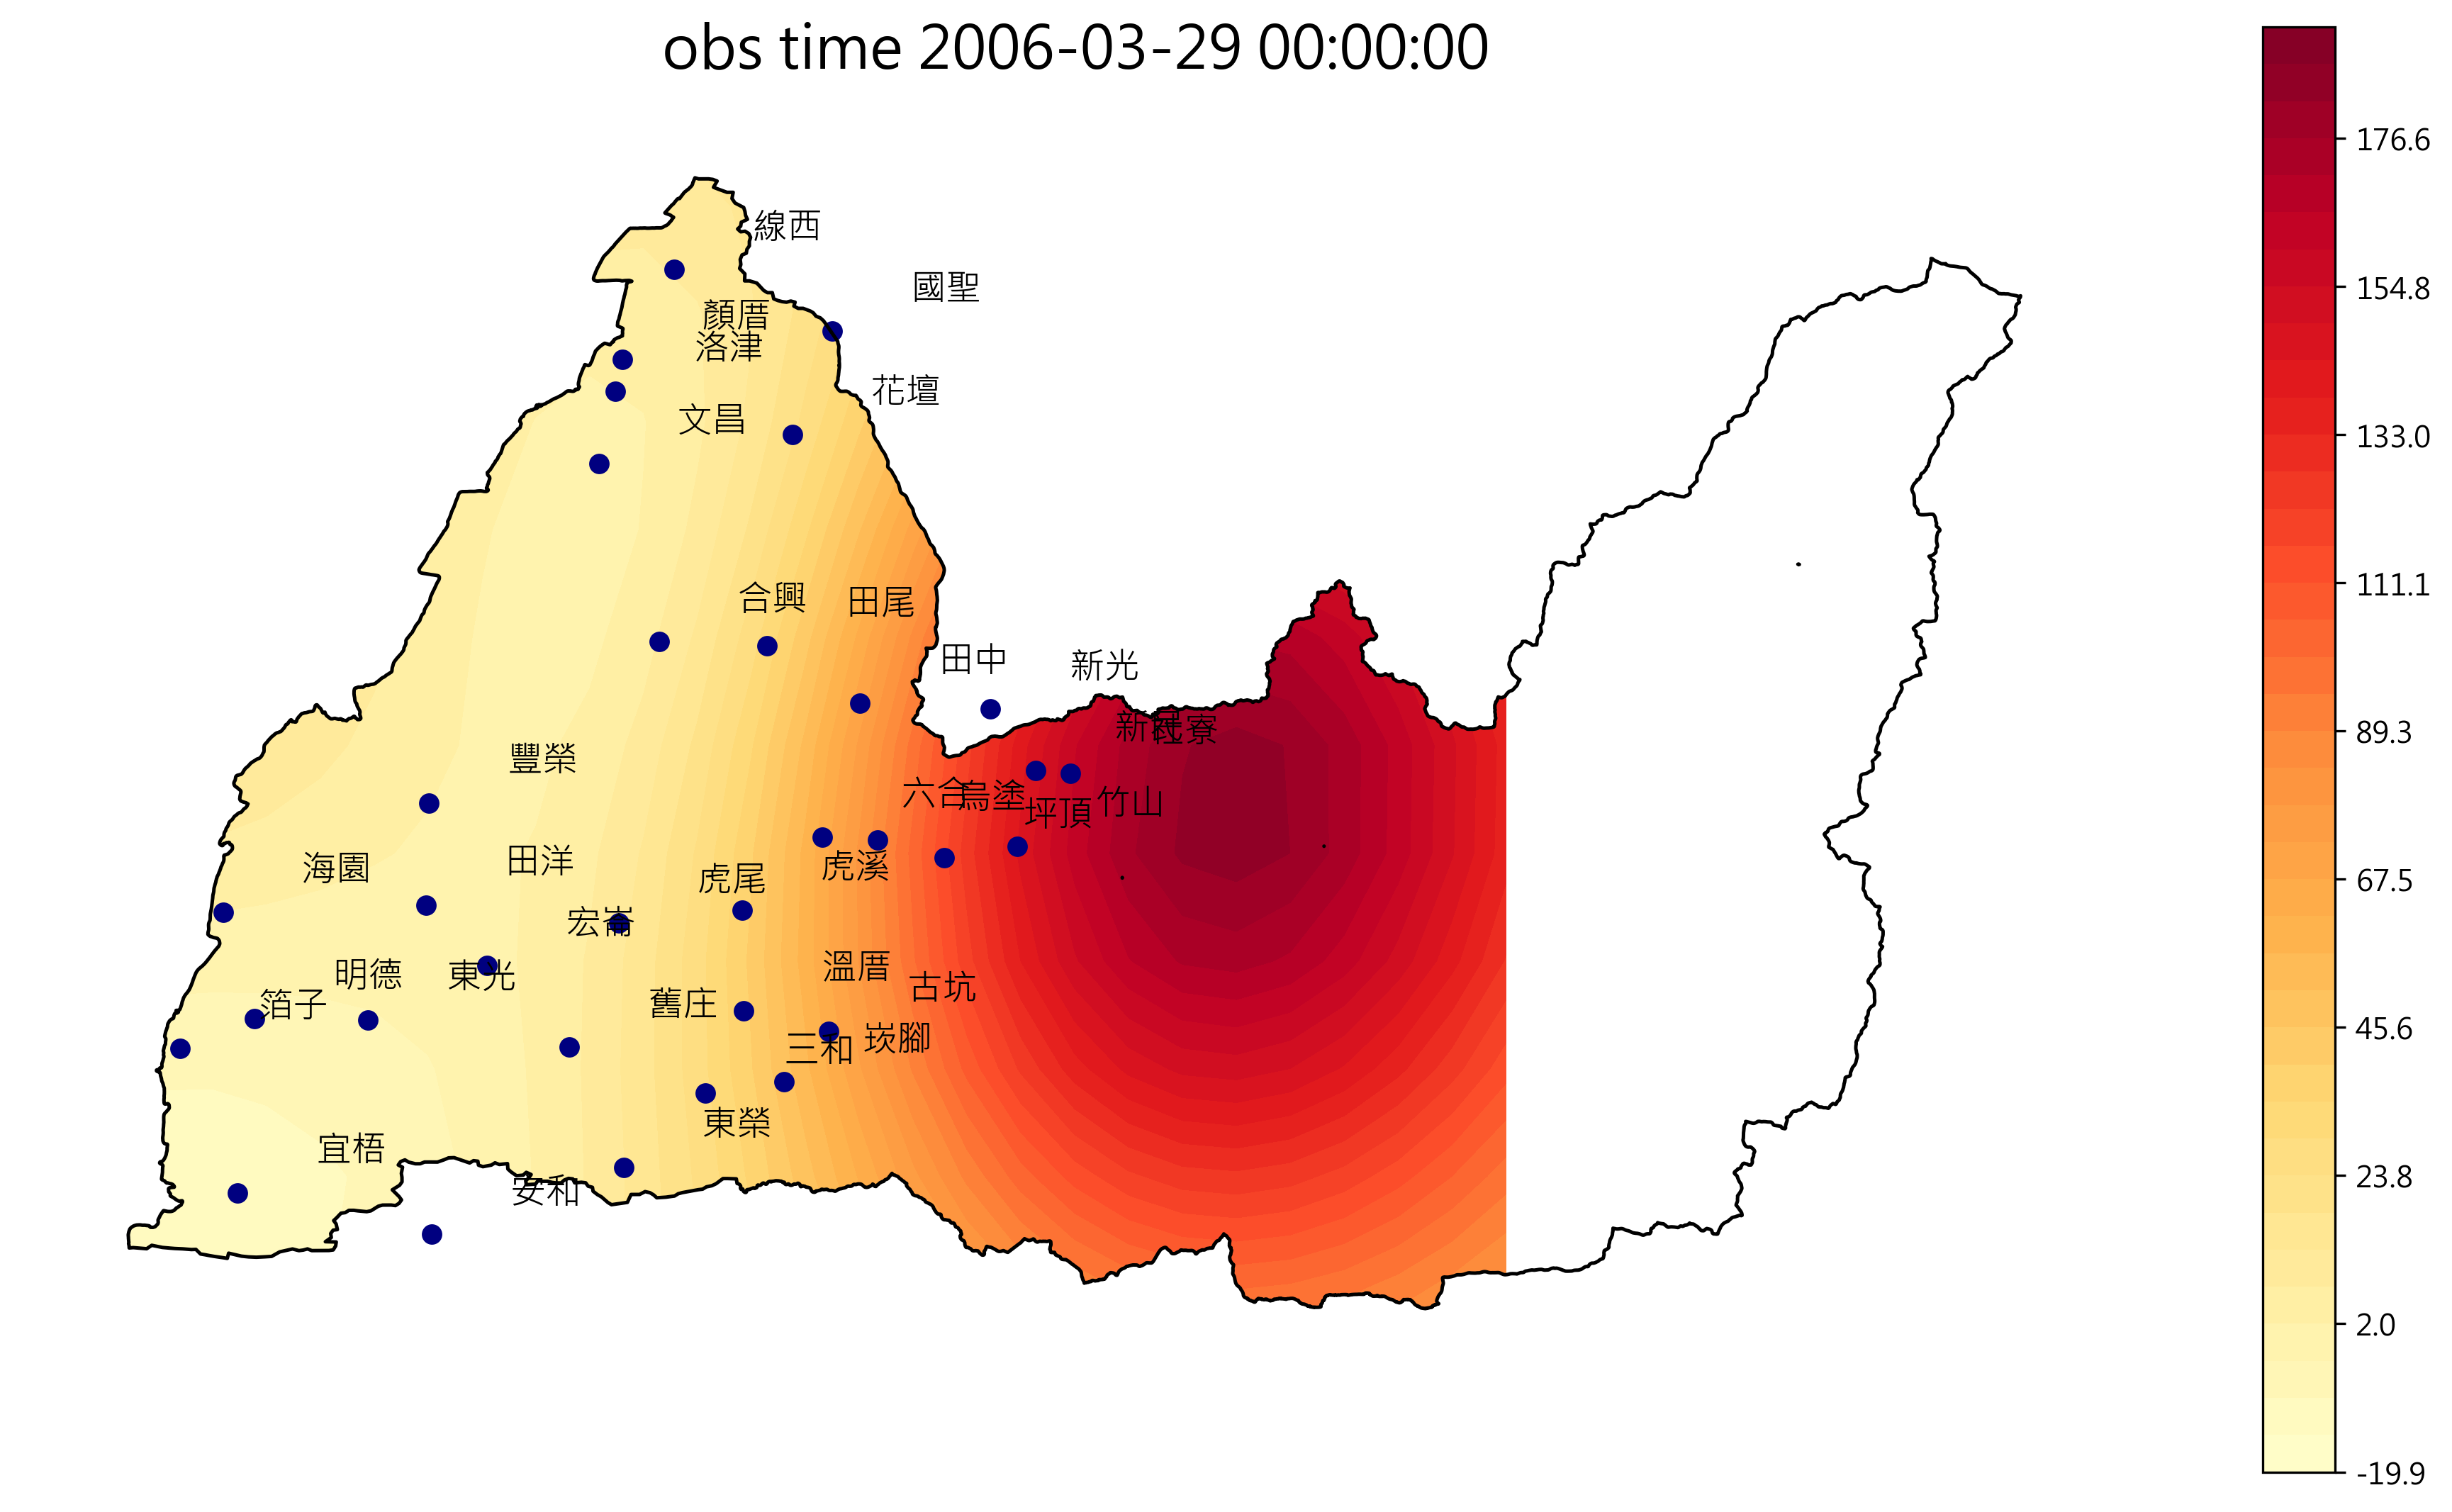 obs time 2006-03-29 00:00:00
線西
國聖
顏厝
洛津
花壇
文昌
合興
田尾
田中
新光
新民
社寮
豐榮
六合
烏塗
坪頂
竹山
海園
田洋
虎尾
虎溪
宏崙
明德
東光
溫厝
古坑
箔子
舊庄
三和
崁腳
東榮
宜梧
安和
176.6
154.8
133.0
111.1
89.3
67.5
45.6
23.8
2.0
-19.9